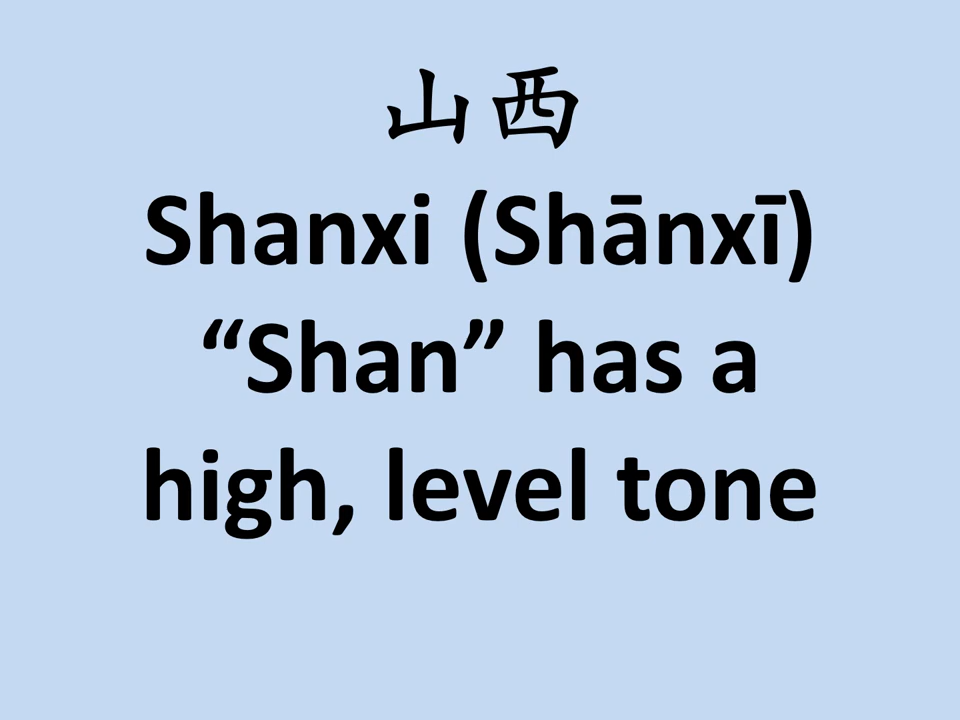 山西
Shanxi (Shānxī)
“Shan” has a
high, level tone